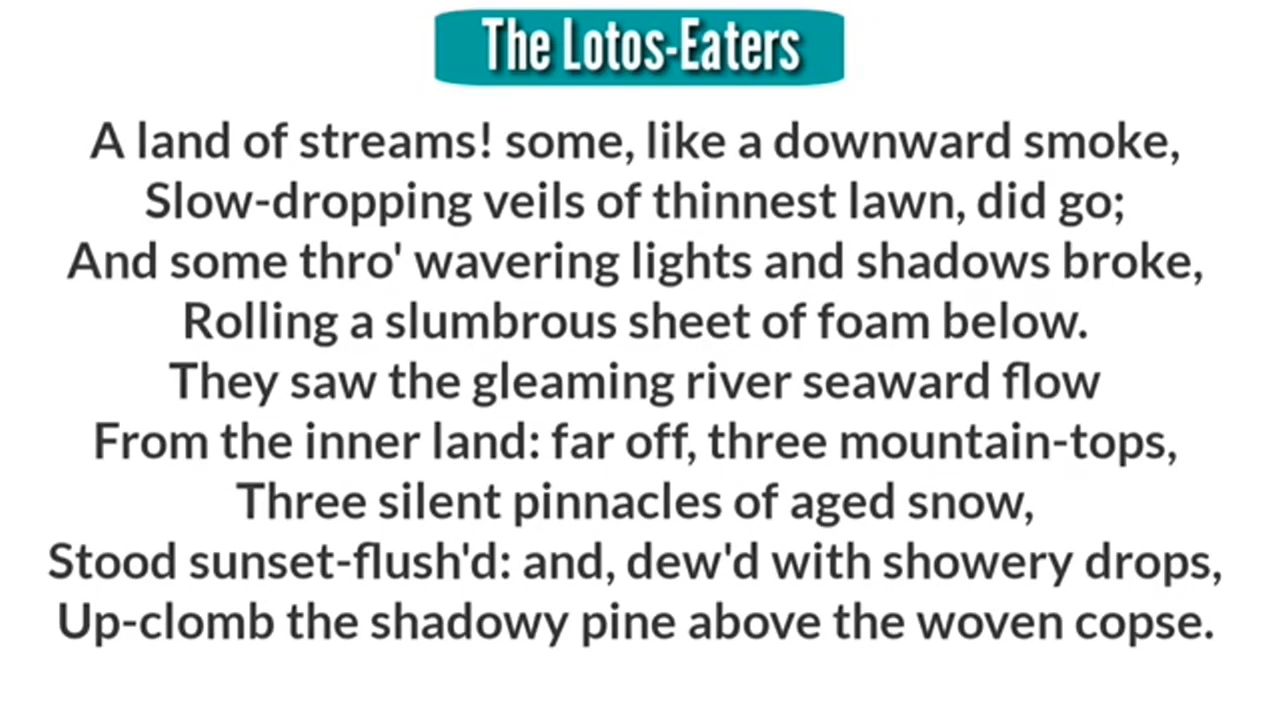 The Lotos-Eaters
A land of streams! some, like a downward smoke,
Slow-dropping veils of thinnest lawn, did go;
And some thro' wavering lights and shadows broke,
Rolling a slumbrous sheet of foam below.
They saw the gleaming river seaward flow
From the inner land: far off, three mountain-tops,
Three silent pinnacles of aged snow,
Stood sunset-flush'd: and, dew'd with showery drops,
Up-clomb the shadowy pine above the woven copse.